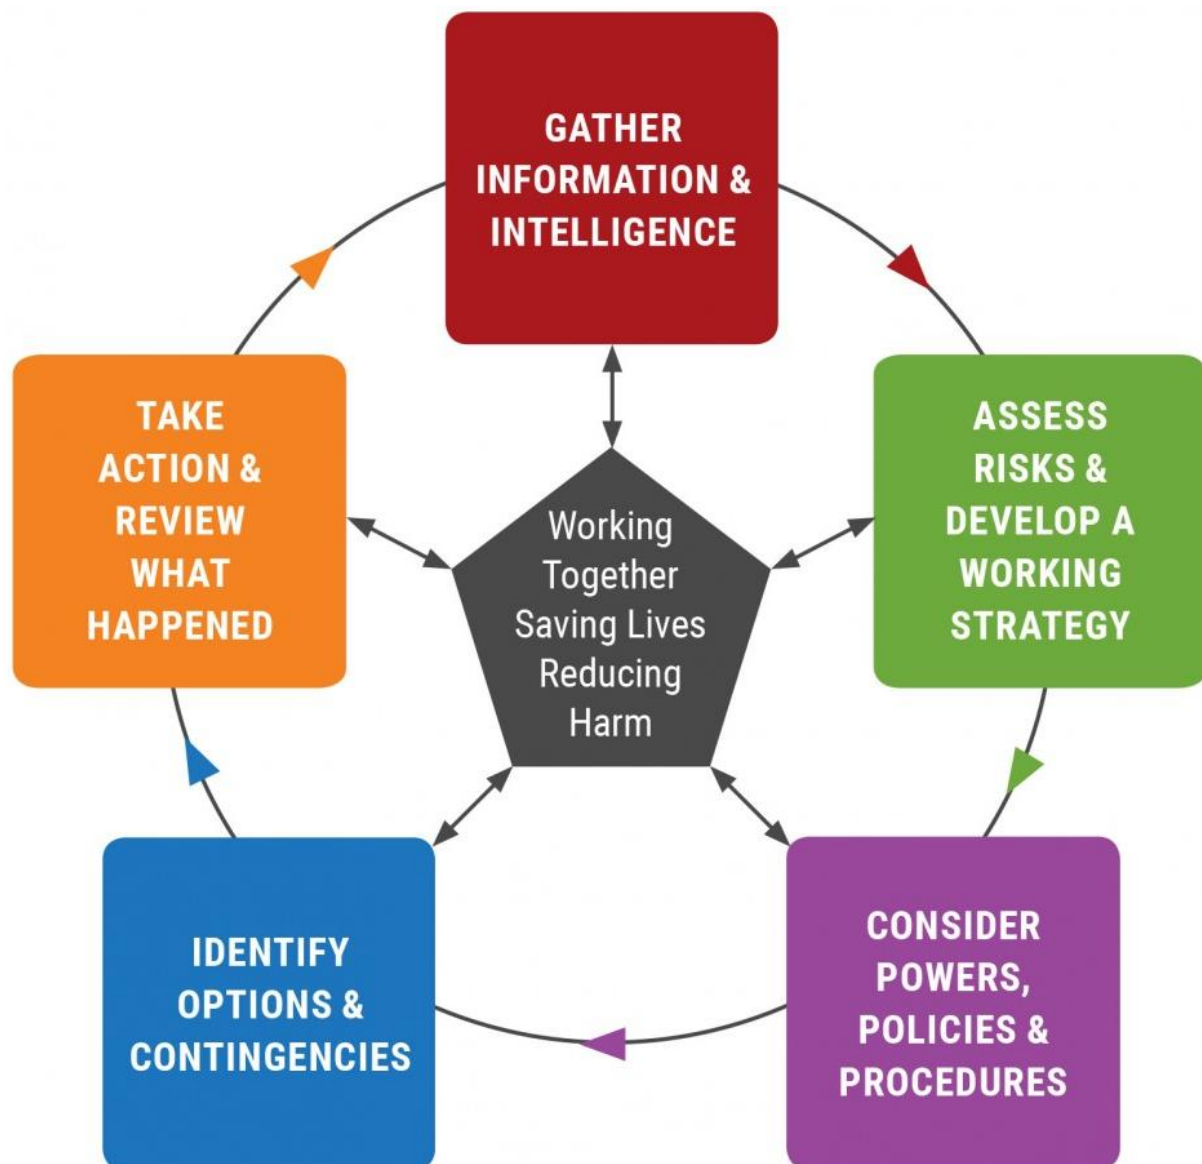 GATHER
INFORMATION &
INTELLIGENCE
ASSESS
RISKS &
DEVELOP A
WORKING
STRATEGY
CONSIDER
POWERS,
POLICIES &
PROCEDURES
IDENTIFY
OPTIONS &
CONTINGENCIES
TAKE
ACTION &
REVIEW
WHAT
HAPPENED
Working
Together
Saving Lives
Reducing
Harm